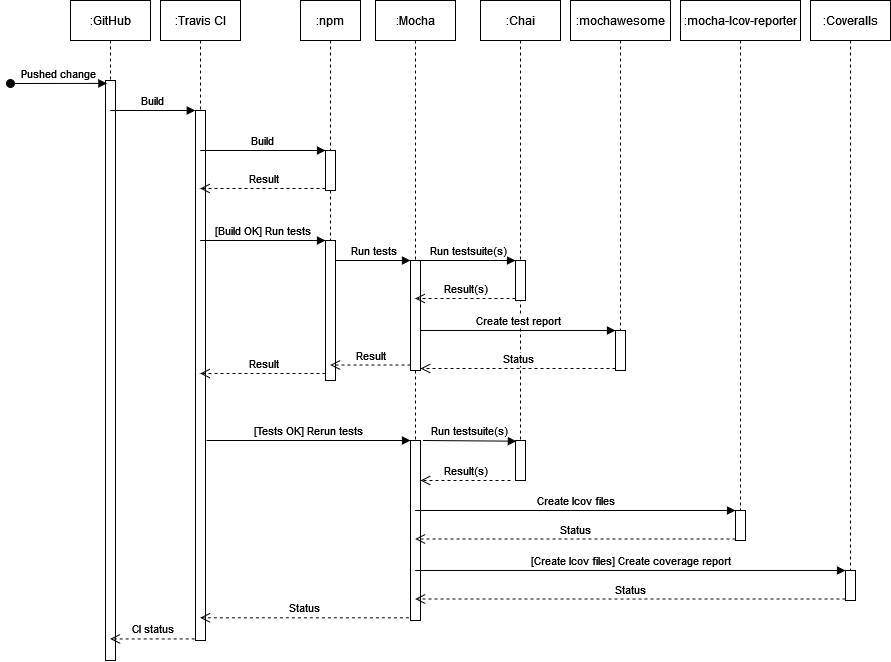 :GitHub
:Travis CI
:npm
:Mocha
:Chai
:mochawesome
:mocha-lcov-reporter
:Coveralls
Pushed change
Build
Build
Result
[Build OK] Run tests
Run tests
Run testsuite(s)
Result(s)
Create test report
Status
Result
Result
[Tests OK] Rerun tests
Run testsuite(s)
Result(s)
Create lcov files
Status
[Create lcov files] Create coverage report
Status
Status
CI status